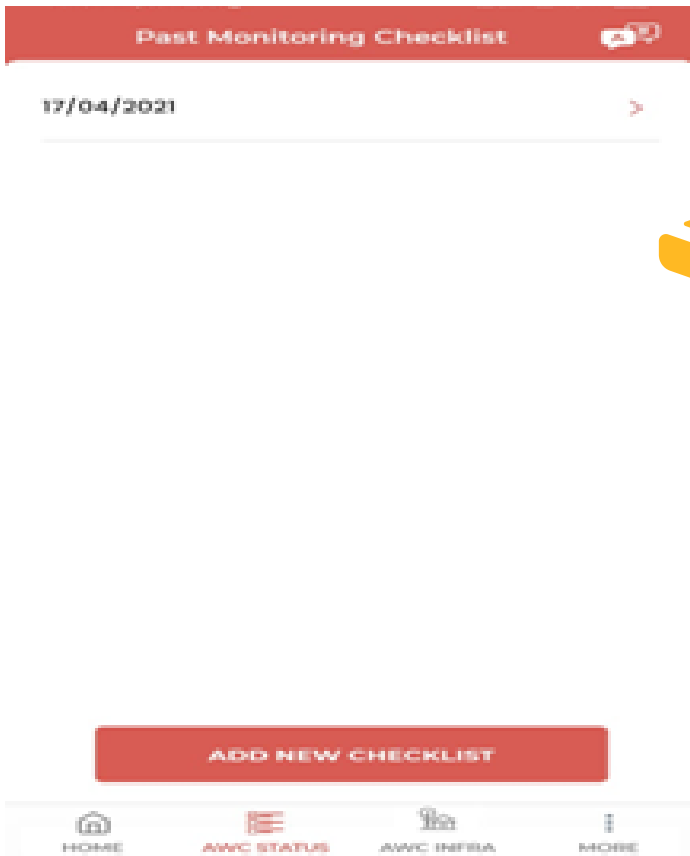 Past Monitoring Checklist
17/04/2021
>
ADD NEW CHECKLIST
HOME
AWC STATUS
AWC INFRA
MORE